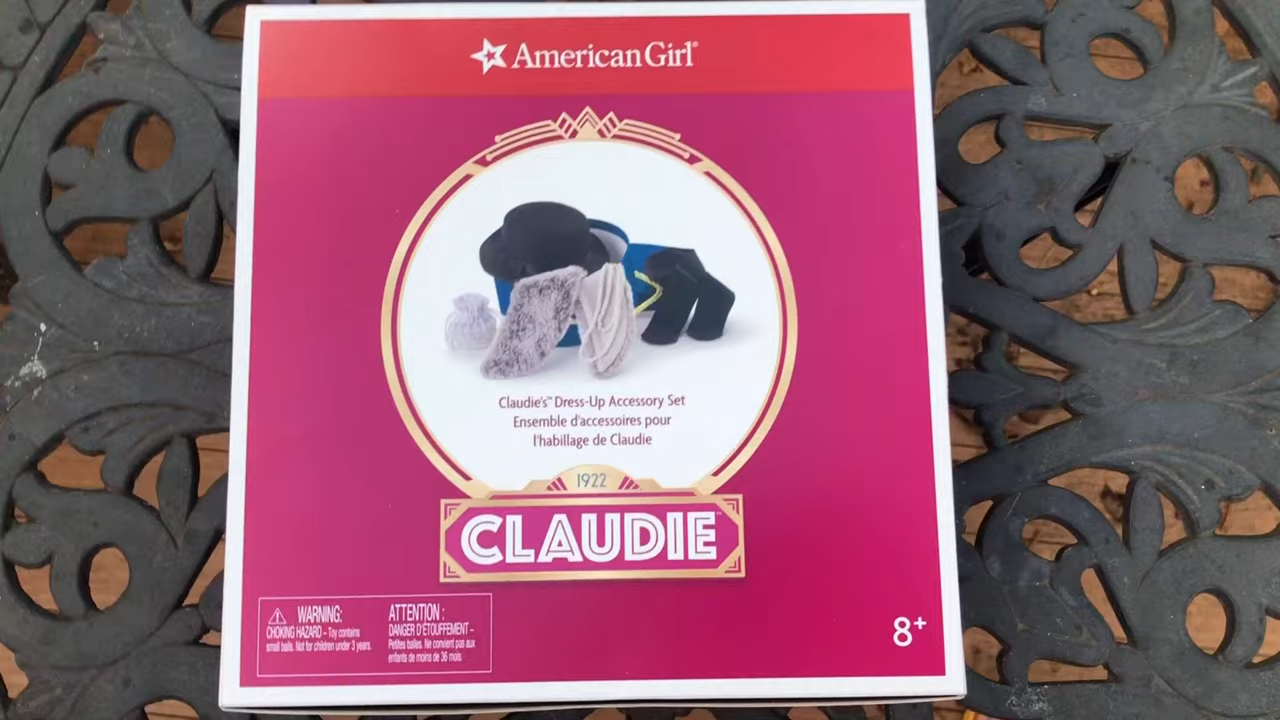 American Girl®
Claudie's™ Dress-Up Accessory Set
Ensemble d'accessoires pour
l'habillage de Claudie
1922
CLAUDIE™
WARNING:
CHOKING HAZARD – Toy contains
small balls. Not for children under 3 years.
ATTENTION :
DANGER D'ÉTOUFFEMENT –
Petites balles. Ne convient pas aux
enfants de moins de 36 mois.
8+